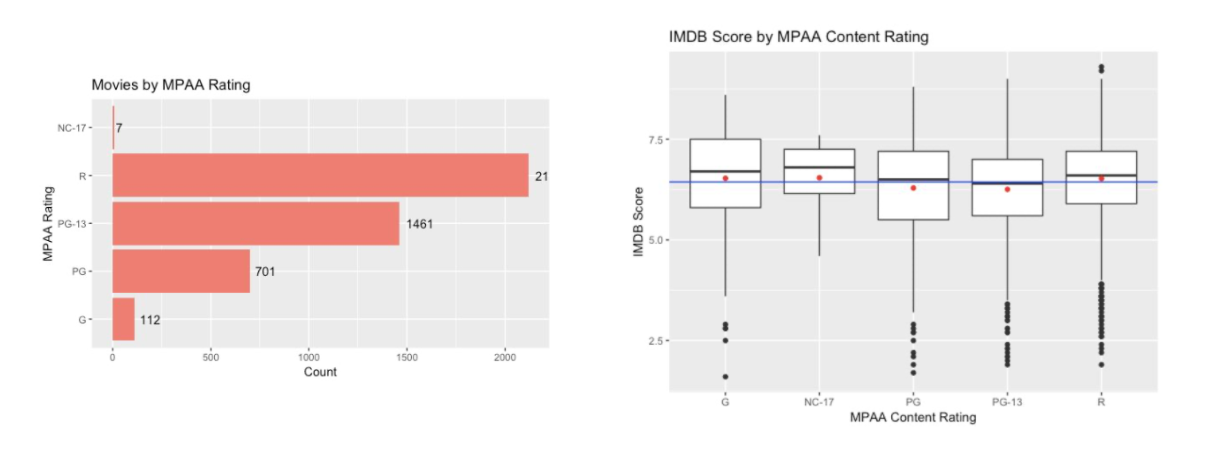 Movies by MPAA Rating
MPAA Rating
NC-17
7
R
21
PG-13
1461
PG
701
G
112
0 500 1000 1500 2000
Count
IMDB Score by MPAA Content Rating
IMDB Score
7.5
5.0
2.5
G NC-17 PG PG-13 R
MPAA Content Rating